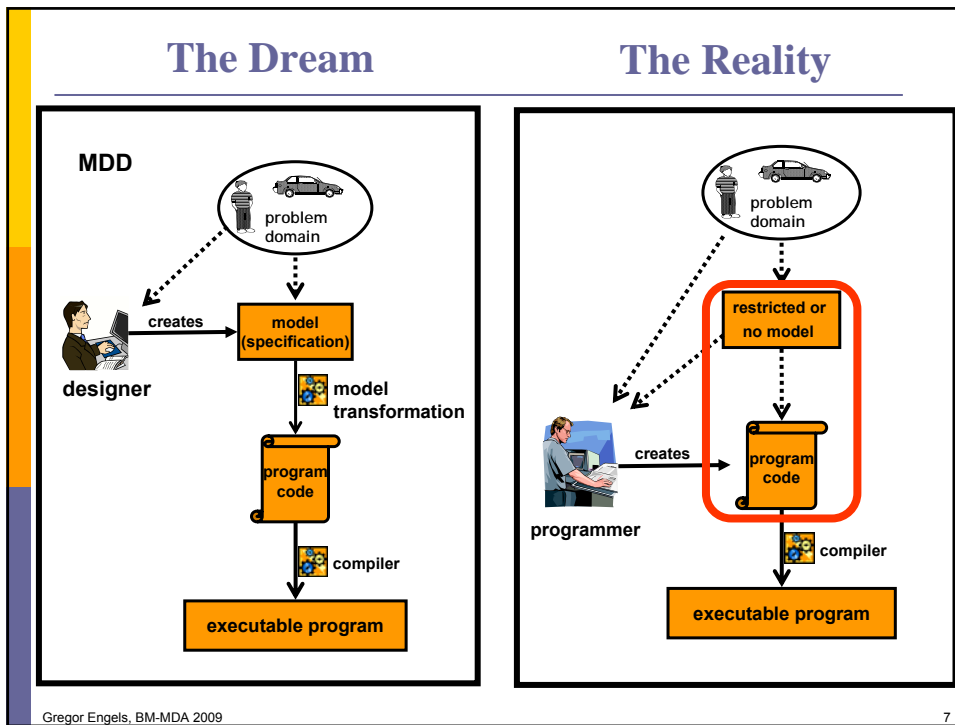 The Dream
The Reality
MDD
problem
domain
creates
model
(specification)
designer
model
transformation
program
code
compiler
executable program
problem
domain
restricted or
no model
creates
program
code
programmer
compiler
executable program
Gregor Engels, BM-MDA 2009
7